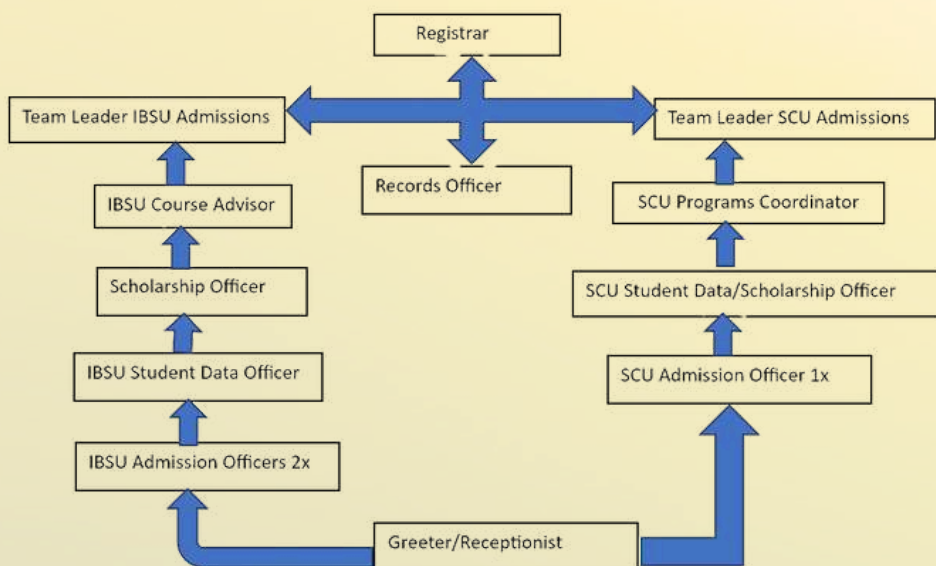 Registrar
Team Leader IBSU Admissions
Team Leader SCU Admissions
Records Officer
IBSU Course Advisor
SCU Programs Coordinator
Scholarship Officer
SCU Student Data/Scholarship Officer
IBSU Student Data Officer
SCU Admission Officer 1x
IBSU Admission Officers 2x
Greeter/Receptionist